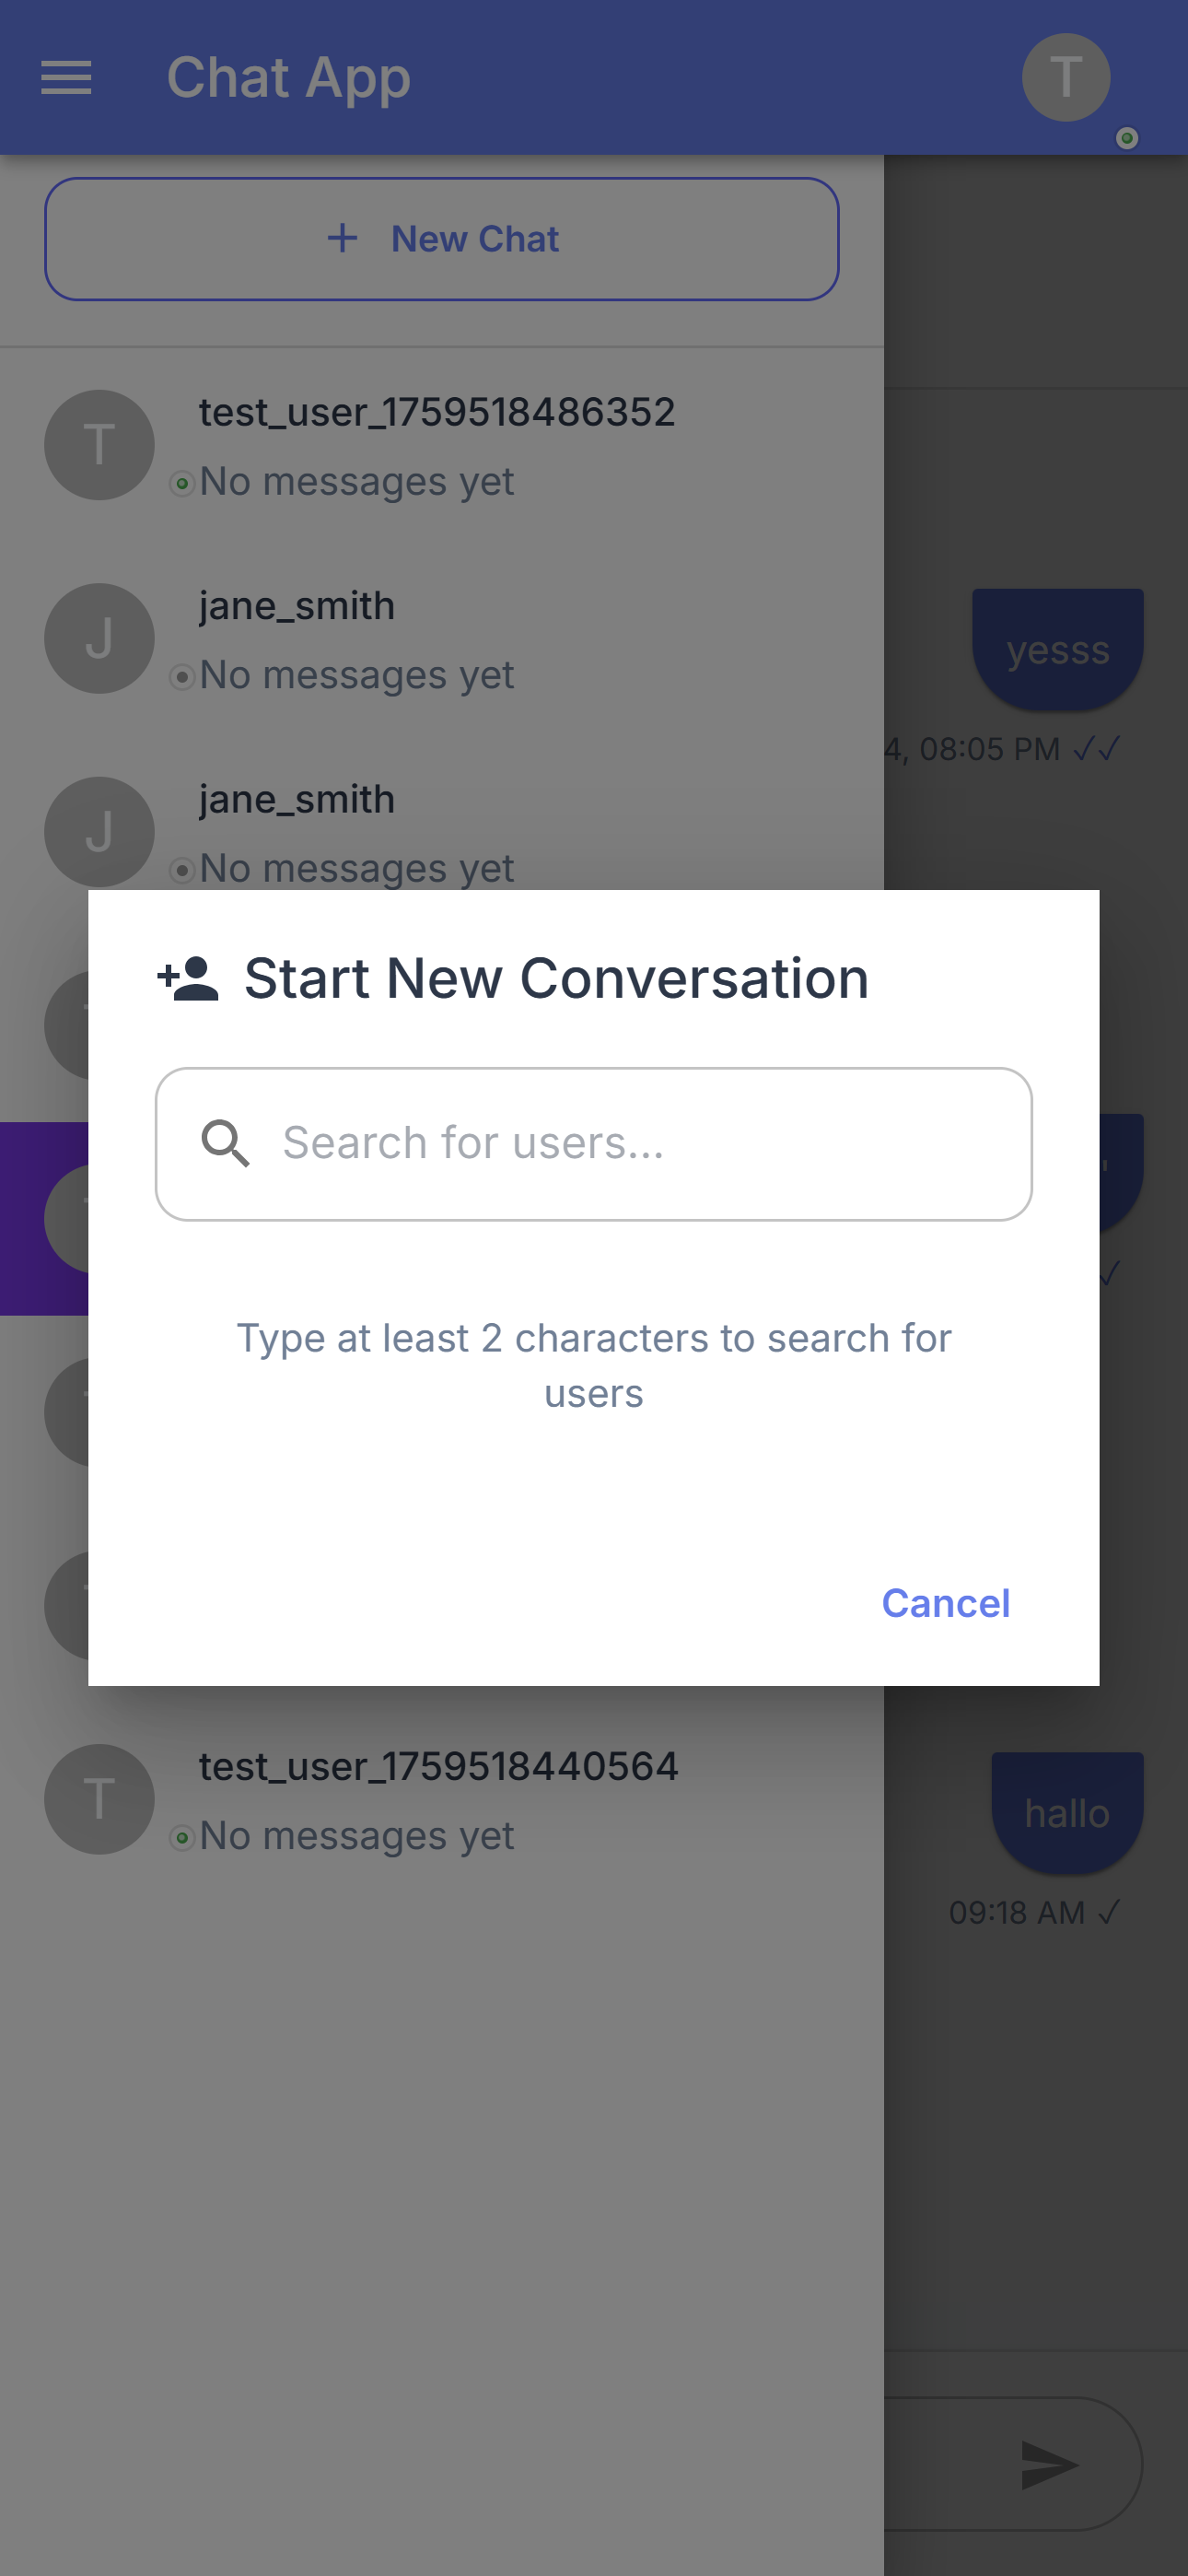 Chat App
T
+ New Chat
T
test_user_1759518486352
No messages yet
J
jane_smith
No messages yet
yesss
4, 08:05 PM ✓✓
J
jane_smith
No messages yet
Start New Conversation
Search for users...
Type at least 2 characters to search for
users
Cancel
T
test_user_1759518440564
No messages yet
hallo
09:18 AM ✓